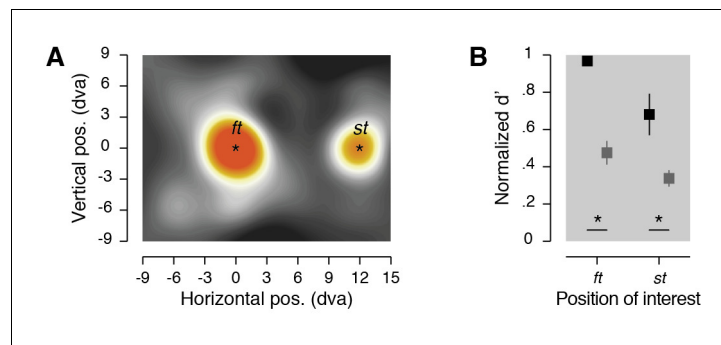 A
9
6
3
0
-3
-6
-9
Vertical pos. (dva)
ft
*
st
*
-9 -6 -3 0 3 6 9 12 15
Horizontal pos. (dva)
B
1
.8
.6
.4
.2
0
Normalized d'
* *
ft st
Position of interest